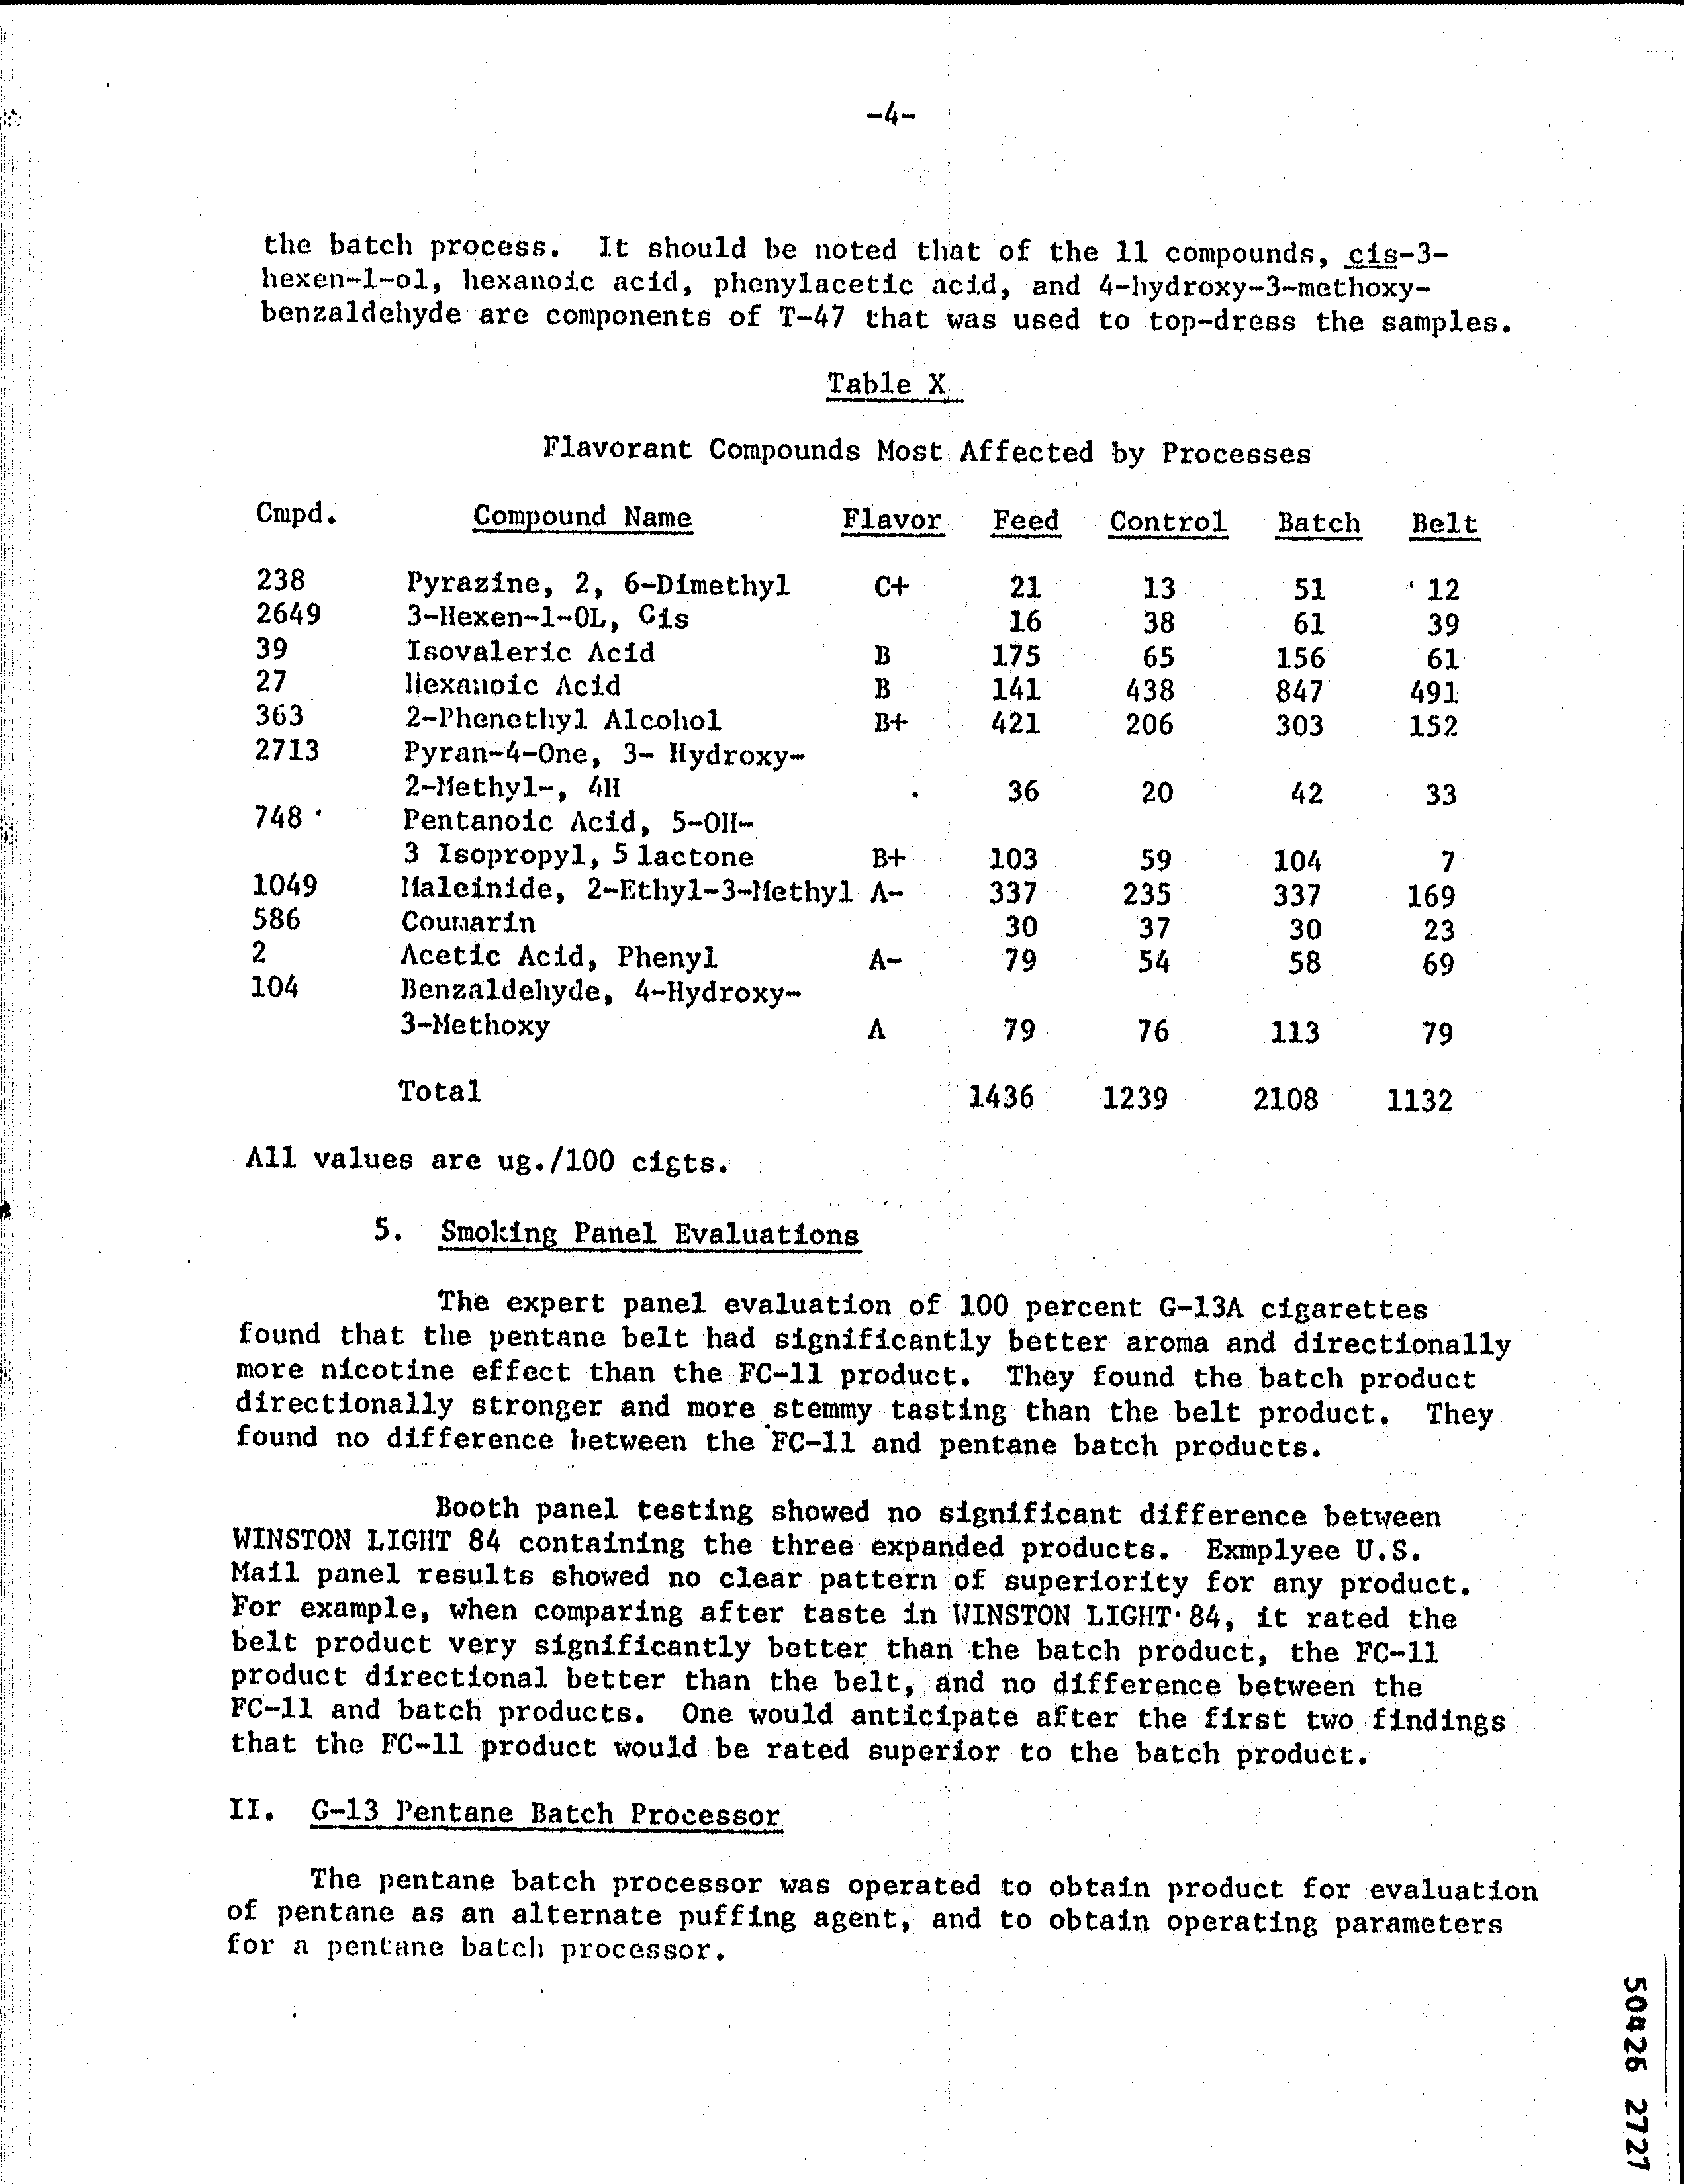 -4-
the batch process. It should be noted that of the 11 compounds, cis-3-
hexen-1-ol, hexanoic acid, phenylacetic acid, and 4-hydroxy-3-methoxy-
benzaldehyde are components of T-47 that was used to top-dress the samples.
Table X
Flavorant Compounds Most Affected by Processes
Cmpd. Compound Name Flavor Feed Control Batch Belt
238 Pyrazine, 2, 6-Dimethyl C+ 21 13 51 12
2649 3-Hexen-1-OL, Cis 16 38 61 39
39 Isovaleric Acid B 175 65 156 61
27 Hexanoic Acid B 141 438 847 491
363 2-Phenethyl Alcohol B+ 421 206 303 152
2713 Pyran-4-One, 3- Hydroxy-
2-Methyl-, 4H 36 20 42 33
748 Pentanoic Acid, 5-OH-
3 Isopropyl, 5 lactone B+ 103 59 104 7
1049 Maleinide, 2-Ethyl-3-Methyl A- 337 235 337 169
586 Coumarin 30 37 30 23
2 Acetic Acid, Phenyl A- 79 54 58 69
104 Benzaldehyde, 4-Hydroxy-
3-Methoxy A 79 76 113 79
Total 1436 1239 2108 1132
All values are ug./100 cigts.
5. Smoking Panel Evaluations
The expert panel evaluation of 100 percent G-13A cigarettes
found that the pentane belt had significantly better aroma and directionally
more nicotine effect than the FC-11 product. They found the batch product
directionally stronger and more stemmy tasting than the belt product. They
found no difference between the FC-11 and pentane batch products.
Booth panel testing showed no significant difference between
WINSTON LIGHT 84 containing the three expanded products. Exmplyee U.S.
Mail panel results showed no clear pattern of superiority for any product.
For example, when comparing after taste in WINSTON LIGHT 84, it rated the
belt product very significantly better than the batch product, the FC-11
product directional better than the belt, and no difference between the
FC-11 and batch products. One would anticipate after the first two findings
that the FC-11 product would be rated superior to the batch product.
II. G-13 Pentane Batch Processor
The pentane batch processor was operated to obtain product for evaluation
of pentane as an alternate puffing agent, and to obtain operating parameters
for a pentane batch processor.
50426 2727